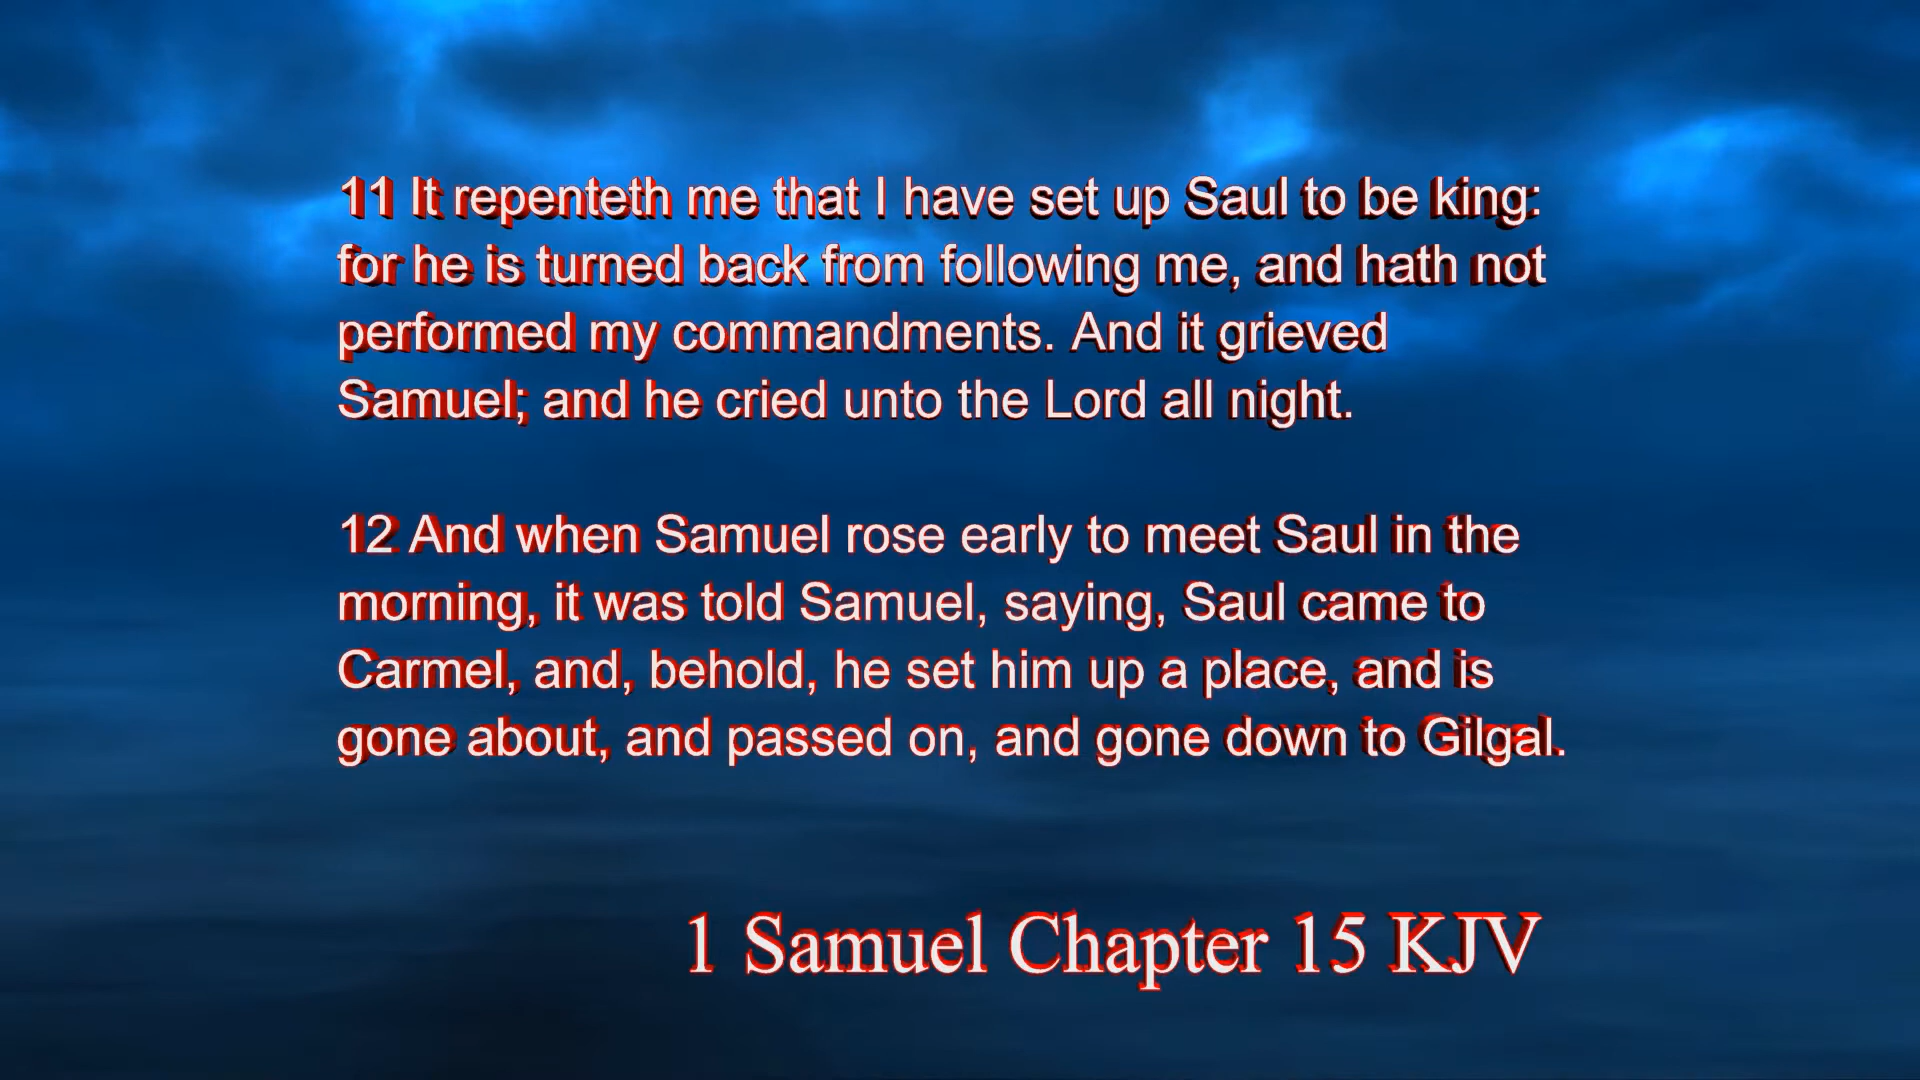 11 It repenteth me that I have set up Saul to be king:
for he is turned back from following me, and hath not
performed my commandments. And it grieved
Samuel; and he cried unto the Lord all night.
12 And when Samuel rose early to meet Saul in the
morning, it was told Samuel, saying, Saul came to
Carmel, and, behold, he set him up a place, and is
gone about, and passed on, and gone down to Gilgal.
1 Samuel Chapter 15 KJV